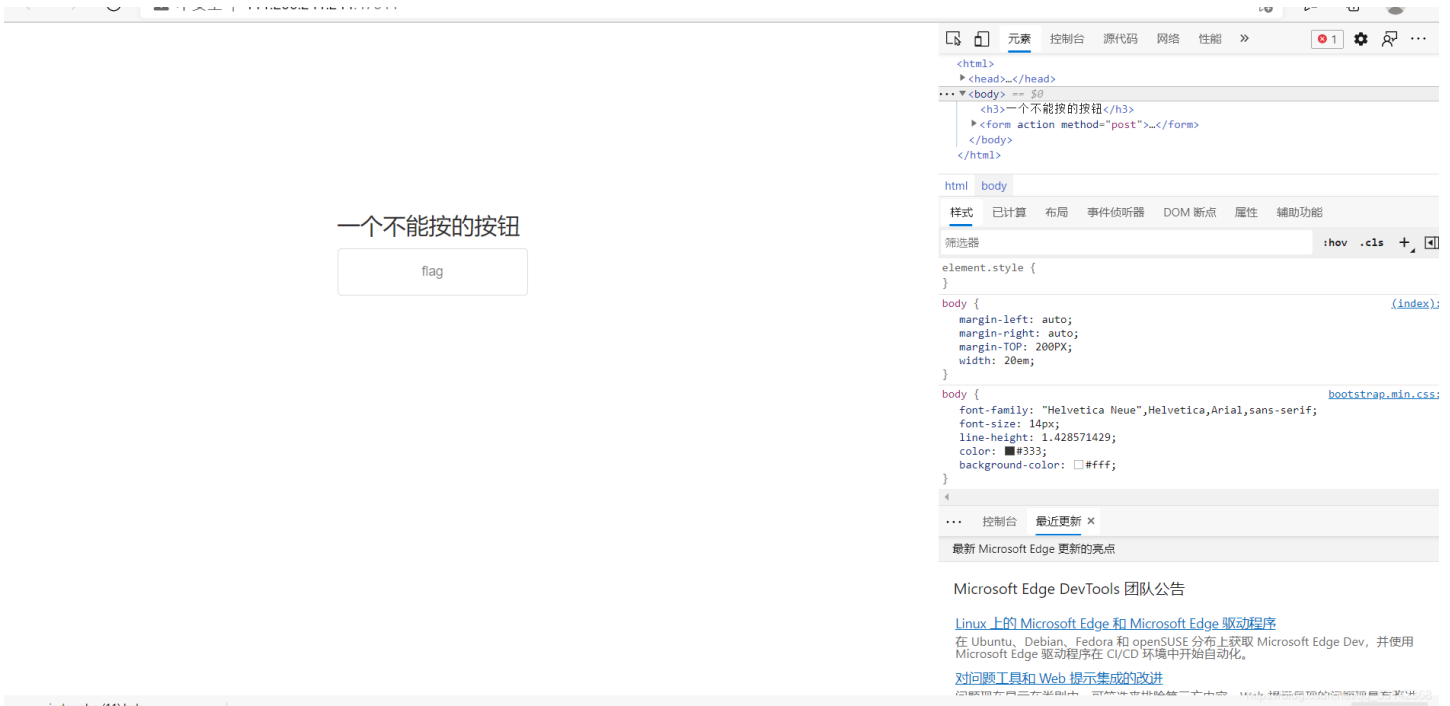 元素 控制台 源代码 网络 性能 » 1 ···
<html>
<head>…</head>
··· <body> == $0
<h3>一个不能按的按钮</h3>
<form action method="post">…</form>
</body>
</html>
html body
一个不能按的按钮
flag
样式 已计算 布局 事件侦听器 DOM 断点 属性 辅助功能
筛选器 :hov .cls +
element.style {
}
body { (index):
margin-left: auto;
margin-right: auto;
margin-TOP: 200PX;
width: 20em;
}
body { bootstrap.min.css:
font-family: "Helvetica Neue",Helvetica,Arial,sans-serif;
font-size: 14px;
line-height: 1.428571429;
color: #333;
background-color: #fff;
}
··· 控制台 最近更新 ×
最新 Microsoft Edge 更新的亮点
Microsoft Edge DevTools 团队公告
Linux 上的 Microsoft Edge 和 Microsoft Edge 驱动程序
在 Ubuntu、Debian、Fedora 和 openSUSE 分布上获取 Microsoft Edge Dev，并使用
Microsoft Edge 驱动程序在 CI/CD 环境中开始自动化。
对问题工具和 Web 提示集成的改进